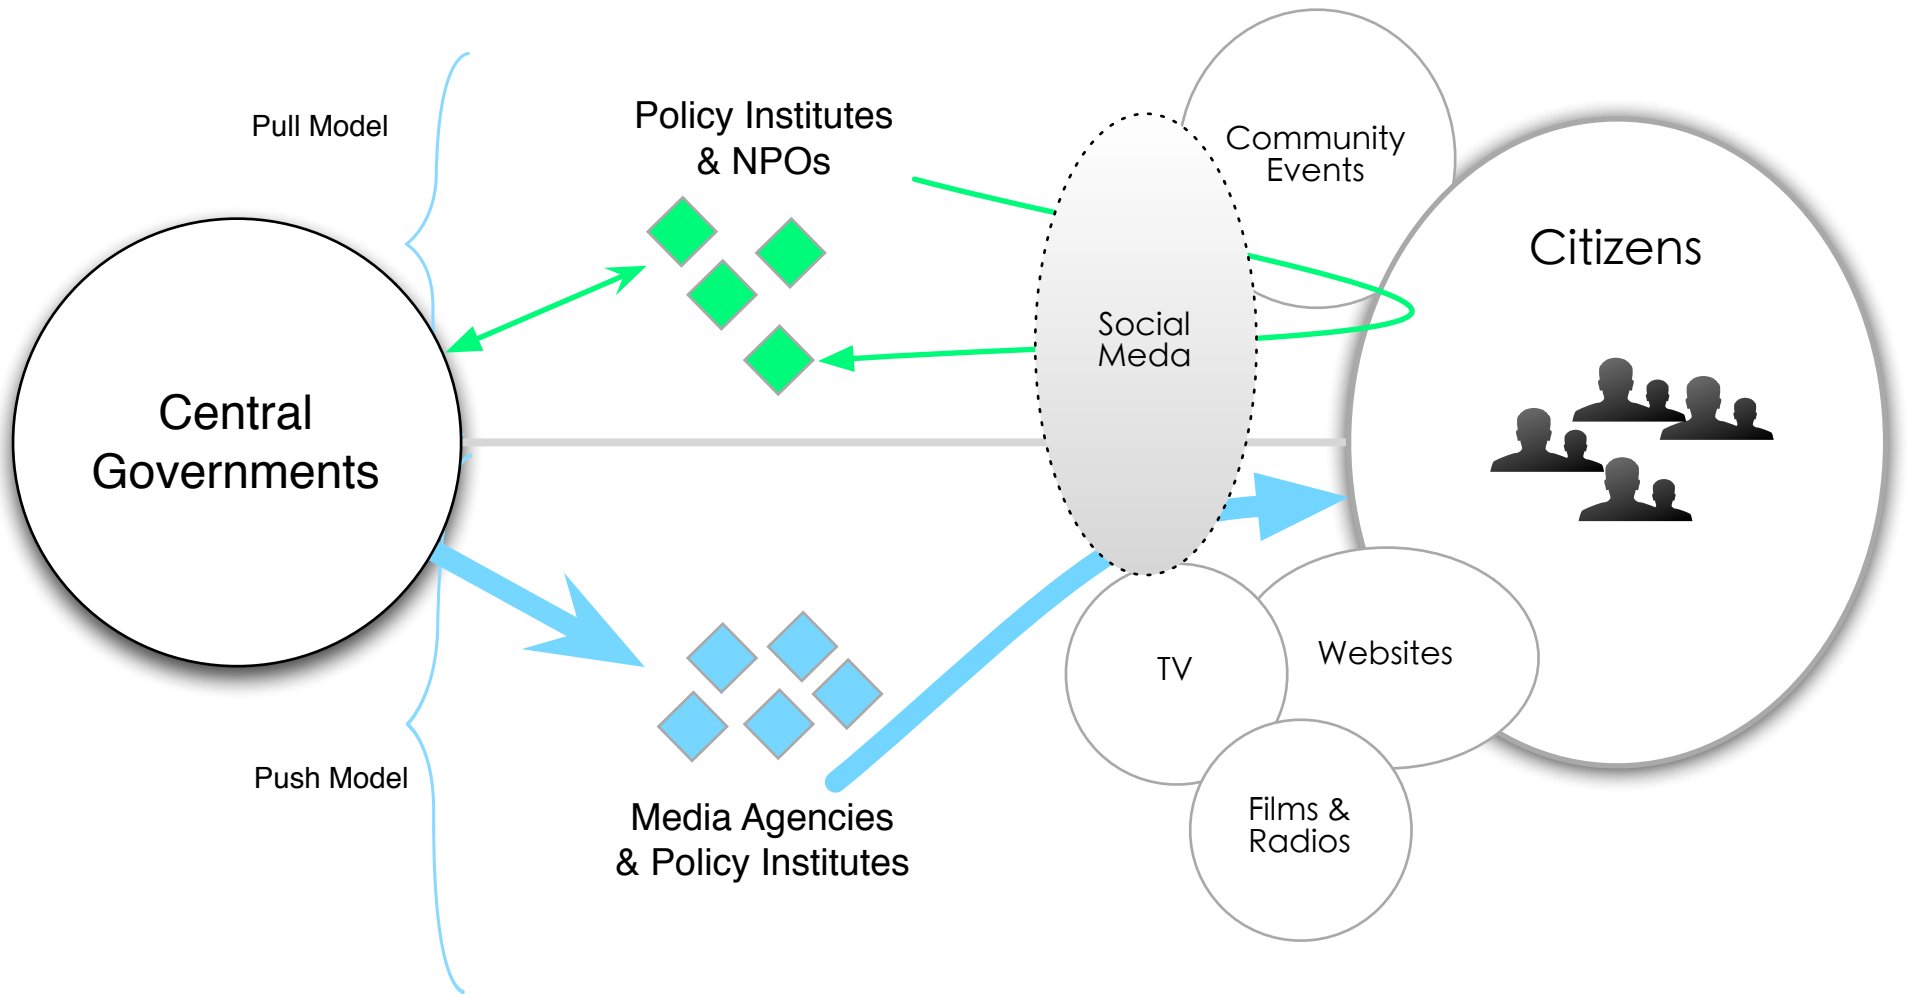 Pull Model
Policy Institutes
& NPOs
Community
Events
Citizens
Social
Meda
Central
Governments
TV
Websites
Push Model
Media Agencies
& Policy Institutes
Films &
Radios